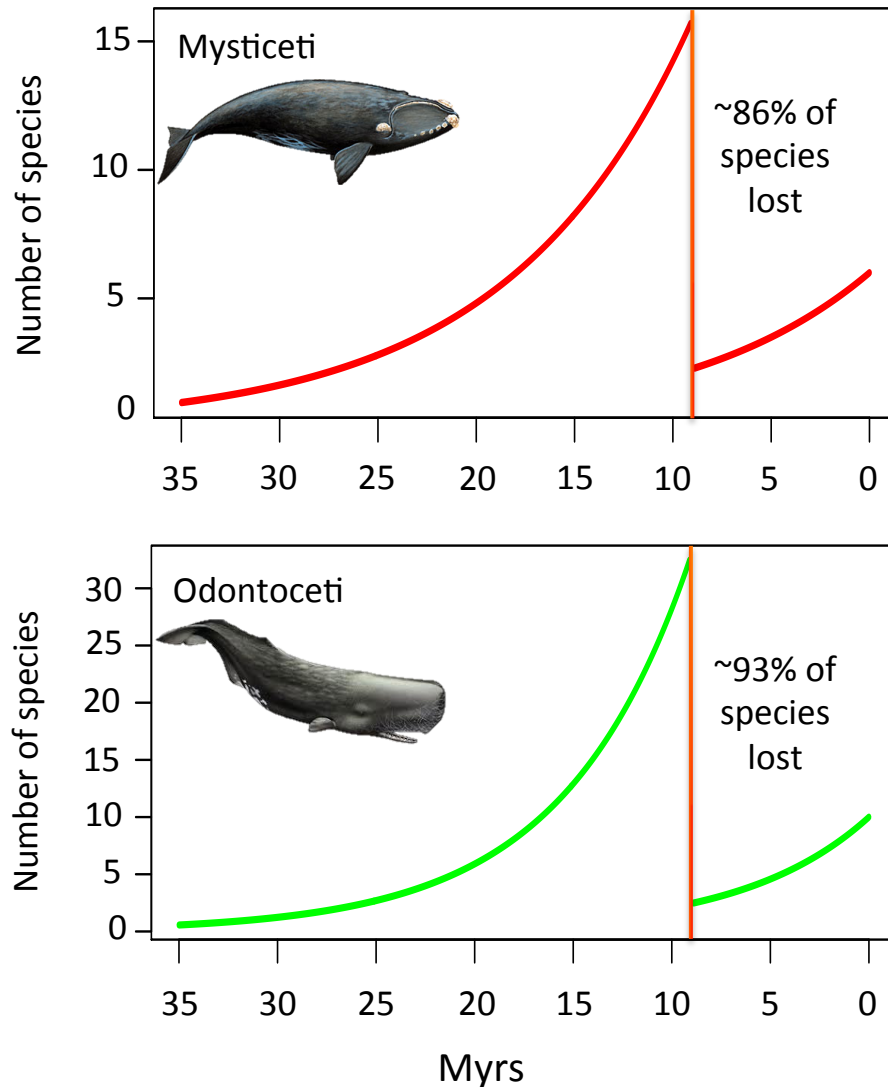 Number of species
15
10
5
0
Mysticeti
~86% of
species
lost
35 30 25 20 15 10 5 0
Number of species
30
25
20
15
10
5
0
Odontoceti
~93% of
species
lost
35 30 25 20 15 10 5 0
Myrs